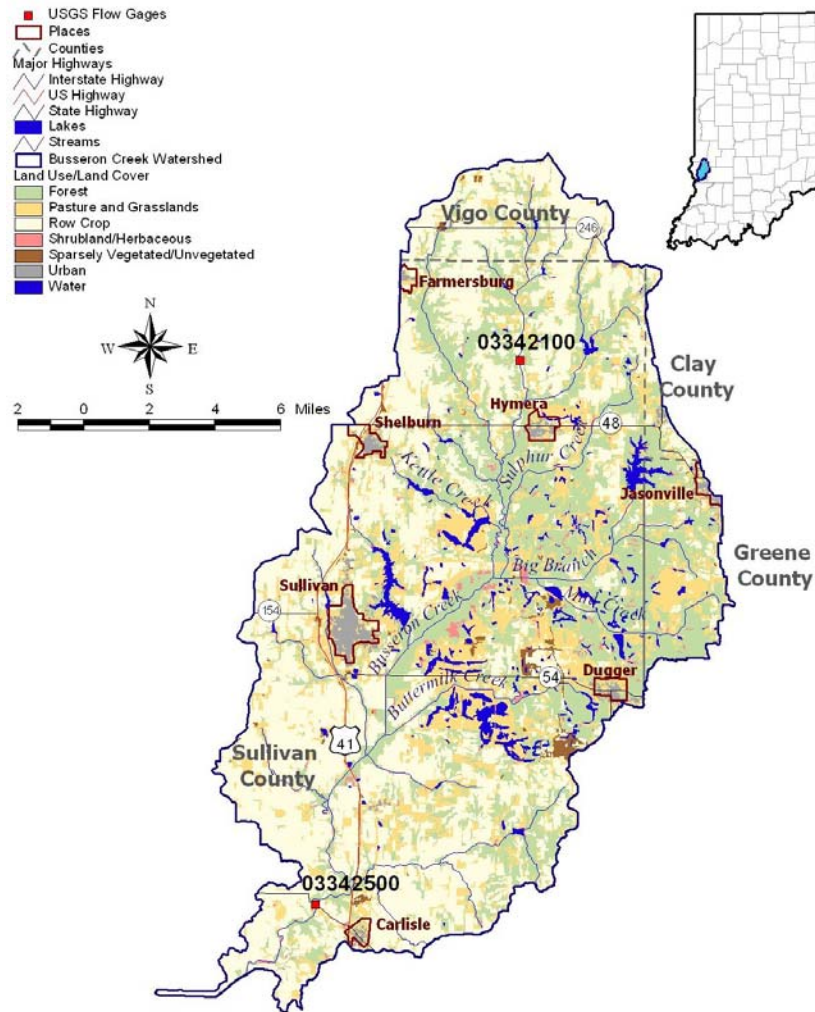 USGS Flow Gages
Places
Counties
Major Highways
Interstate Highway
US Highway
State Highway
Lakes
Streams
Busseron Creek Watershed
Land Use/Land Cover
Forest
Pasture and Grasslands
Row Crop
Shrubland/Herbaceous
Sparsely Vegetated/Unvegetated
Urban
Water
N
W E
S
2 0 2 4 6 Miles
Vigo County
246
Farmersburg
03342100
Clay
County
Hymera
Shelburn
48
Kettle Creek
Sulphur Creek
Jasonville
Big Branch
Greene
County
Sullivan
Mud Creek
154
Busseron Creek
Dugger
54
Buttermilk Creek
41
Sullivan
County
03342500
Carlisle